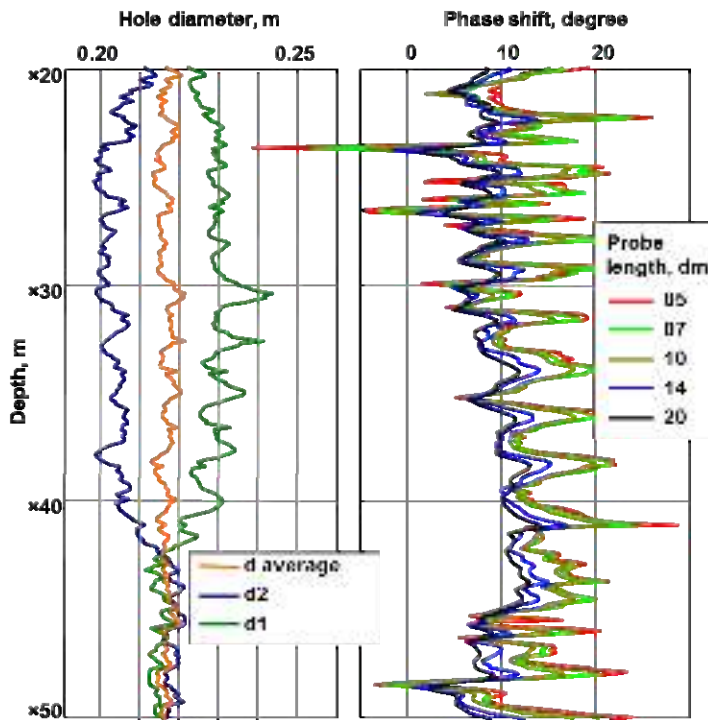 Hole diameter, m
Phase shift, degree
0.20
0.25
0
10
20
×20
×30
×40
×50
Depth, m
Probe
length, dm
05
07
10
14
20
d average
d2
d1